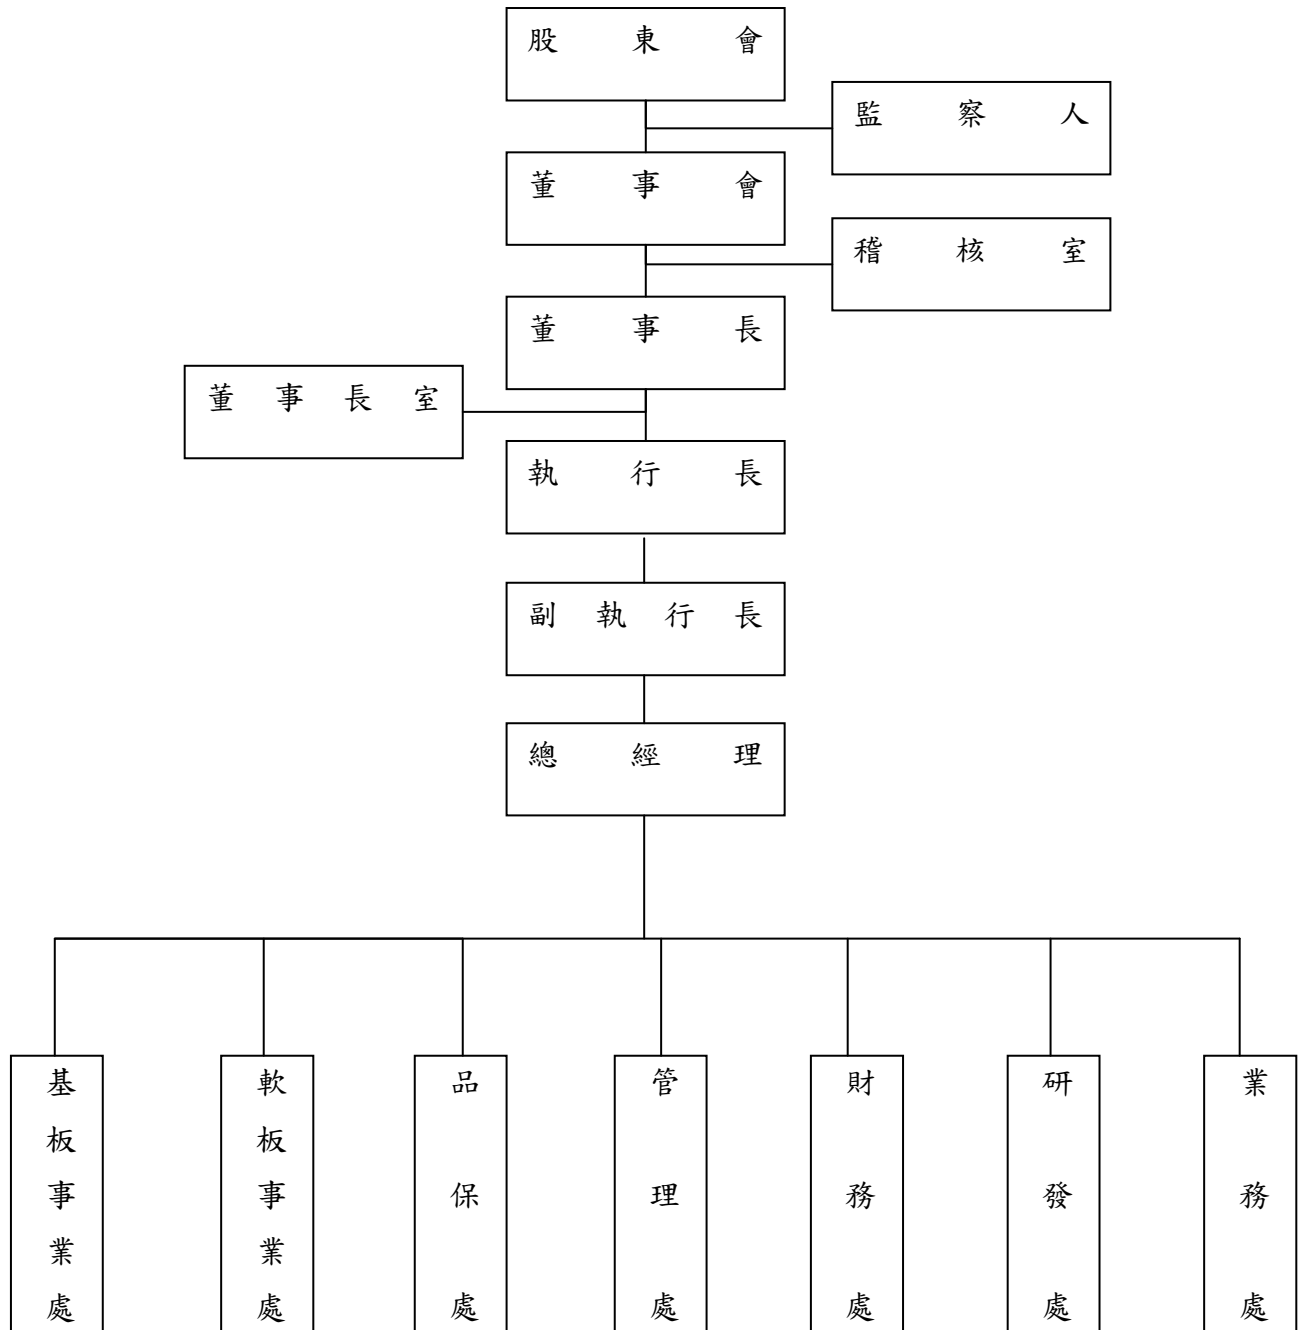 股東會
監察人
董事會
稽核室
董事長
董事長室
執行長
副執行長
總經理
基板事業處
軟板事業處
品保處
管理處
財務處
研發處
業務處